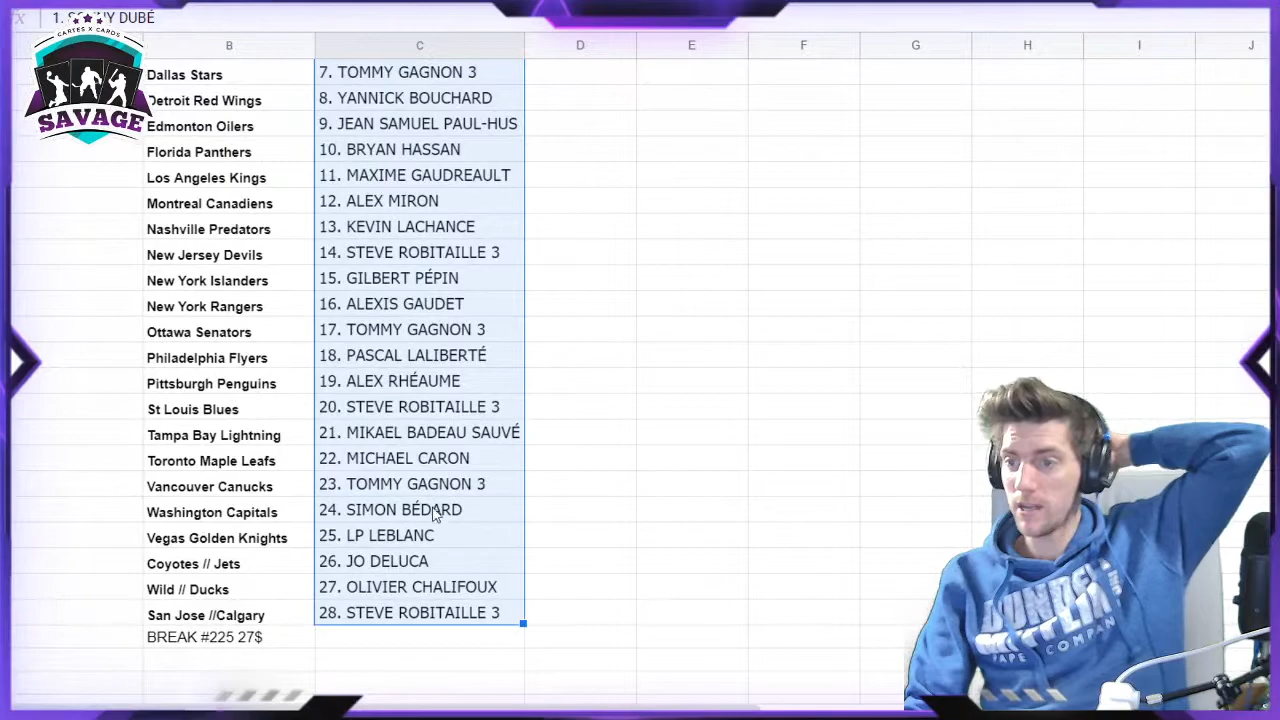 1. S Y DUBÉ
B C D E F G H I J
CARTES X CARDS
SAVAGE
Dallas Stars 7. TOMMY GAGNON 3
Detroit Red Wings 8. YANNICK BOUCHARD
Edmonton Oilers 9. JEAN SAMUEL PAUL-HUS
Florida Panthers 10. BRYAN HASSAN
Los Angeles Kings 11. MAXIME GAUDREAULT
Montreal Canadiens 12. ALEX MIRON
Nashville Predators 13. KEVIN LACHANCE
New Jersey Devils 14. STEVE ROBITAILLE 3
New York Islanders 15. GILBERT PÉPIN
New York Rangers 16. ALEXIS GAUDET
Ottawa Senators 17. TOMMY GAGNON 3
Philadelphia Flyers 18. PASCAL LALIBERTÉ
Pittsburgh Penguins 19. ALEX RHÉAUME
St Louis Blues 20. STEVE ROBITAILLE 3
Tampa Bay Lightning 21. MIKAEL BADEAU SAUVÉ
Toronto Maple Leafs 22. MICHAEL CARON
Vancouver Canucks 23. TOMMY GAGNON 3
Washington Capitals 24. SIMON BÉDARD
Vegas Golden Knights 25. LP LEBLANC
Coyotes // Jets 26. JO DELUCA
Wild // Ducks 27. OLIVIER CHALIFOUX
San Jose //Calgary 28. STEVE ROBITAILLE 3
BREAK #225 27$